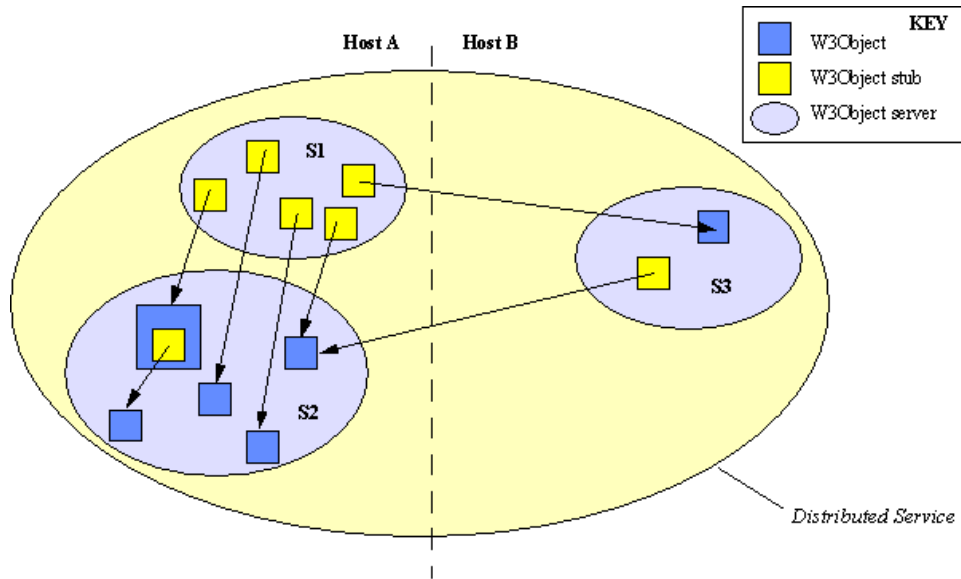 KEY
W3Object
W3Object stub
W3Object server
Host A
Host B
S1
S2
S3
Distributed Service